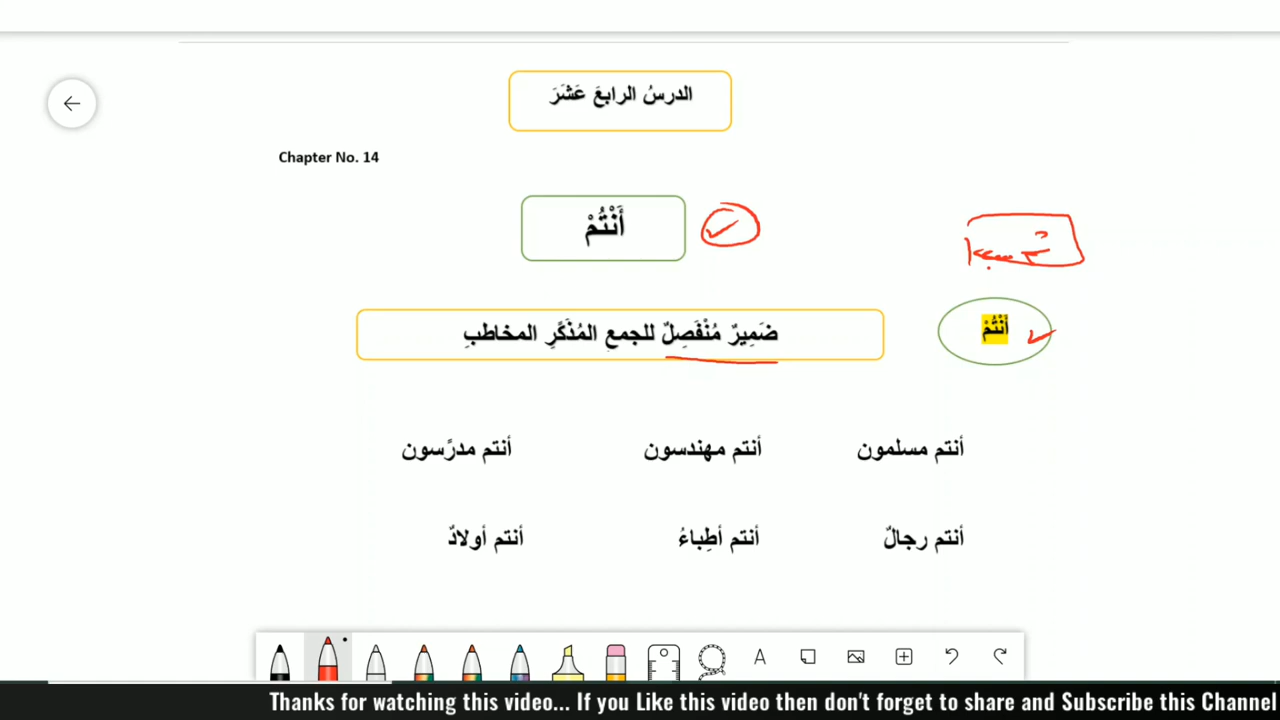 الدرسُ الرابعَ عَشَرَ
Chapter No. 14
أَنْتُمْ
ضَمِيرٌ مُنْفَصِلٌ للجمعِ المُذَكَّرِ المخاطبِ
أَنْتُمْ
أنتم مسلمون أنتم مهندسون أنتم مدرًسون
أنتم رجالٌ أنتم أطِباءُ أنتم أولادٌ
A
Thanks for watching this video... If you Like this video then don't forget to share and Subscribe this Channel